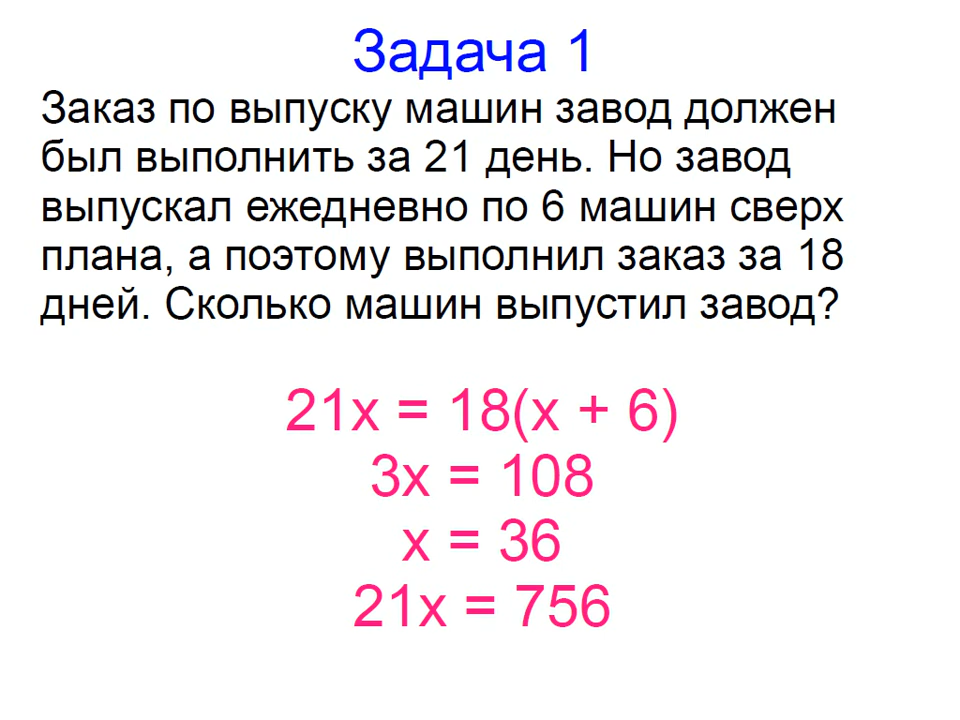 Задача 1
Заказ по выпуску машин завод должен
был выполнить за 21 день. Но завод
выпускал ежедневно по 6 машин сверх
плана, а поэтому выполнил заказ за 18
дней. Сколько машин выпустил завод?
21x = 18(x + 6)
3x = 108
x = 36
21x = 756